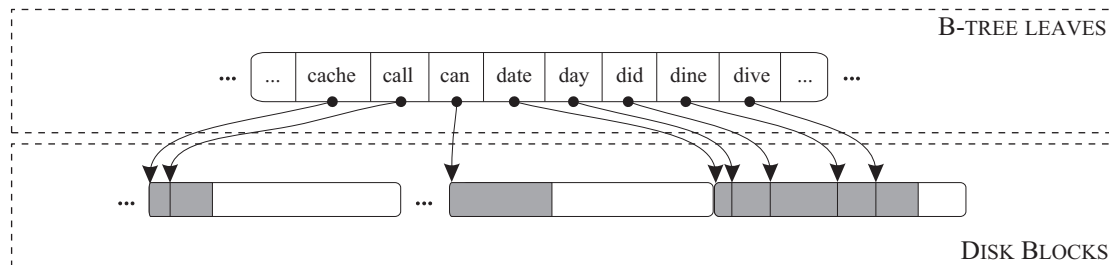 B-TREE LEAVES
... ... cache call can date day did dine dive ... ...
... ...
DISK BLOCKS